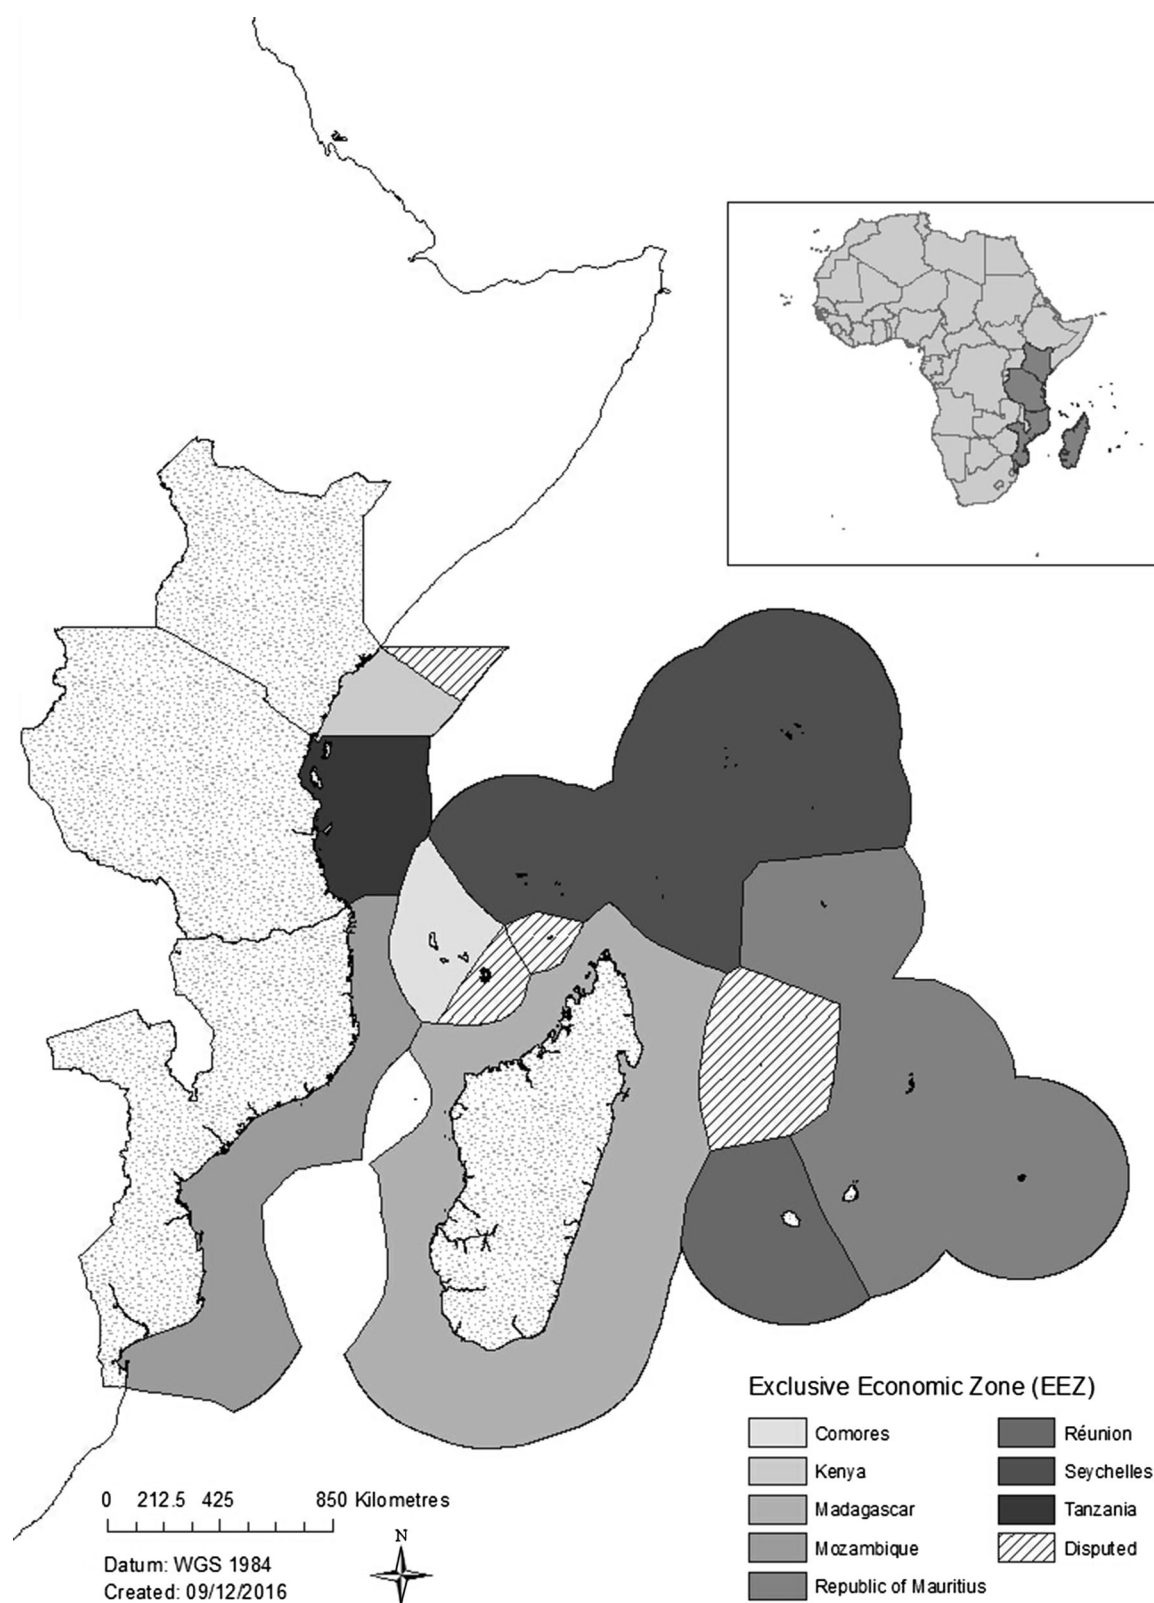 Exclusive Economic Zone (EEZ)
Comores
Kenya
Madagascar
Mozambique
Republic of Mauritius
Réunion
Seychelles
Tanzania
Disputed
0 212.5 425 850 Kilometres
Datum: WGS 1984
Created: 09/12/2016
N